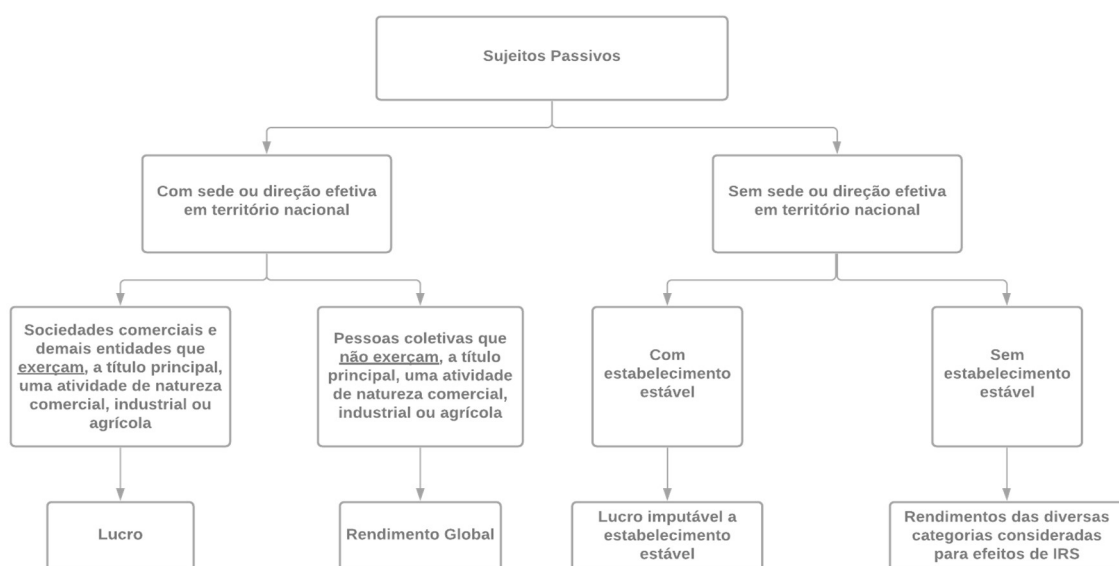 Sujeitos Passivos
Com sede ou direção efetiva
em território nacional
Sem sede ou direção efetiva
em território nacional
Sociedades comerciais e
demais entidades que
exerçam, a título principal,
uma atividade de natureza
comercial, industrial ou
agrícola
Pessoas coletivas que
não exerçam, a título
principal, uma atividade
de natureza comercial,
industrial ou agrícola
Com
estabelecimento
estável
Sem
estabelecimento
estável
Lucro
Rendimento Global
Lucro imputável a
estabelecimento
estável
Rendimentos das diversas
categorias consideradas
para efeitos de IRS